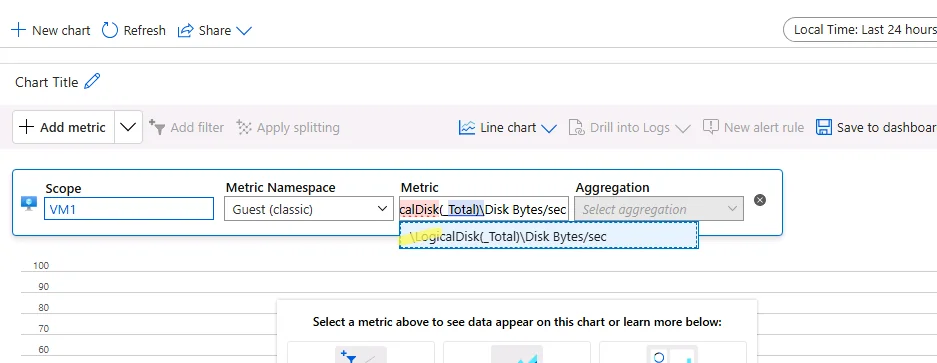 New chart Refresh Share Local Time: Last 24 hours
Chart Title
Add metric Add filter Apply splitting Line chart Drill into Logs New alert rule Save to dashboar
Scope Metric Namespace Metric Aggregation
VM1 Guest (classic) calDisk(_Total)\Disk Bytes/sec Select aggregation
\LogicalDisk(_Total)\Disk Bytes/sec
100
90
80
Select a metric above to see data appear on this chart or learn more below:
70
60